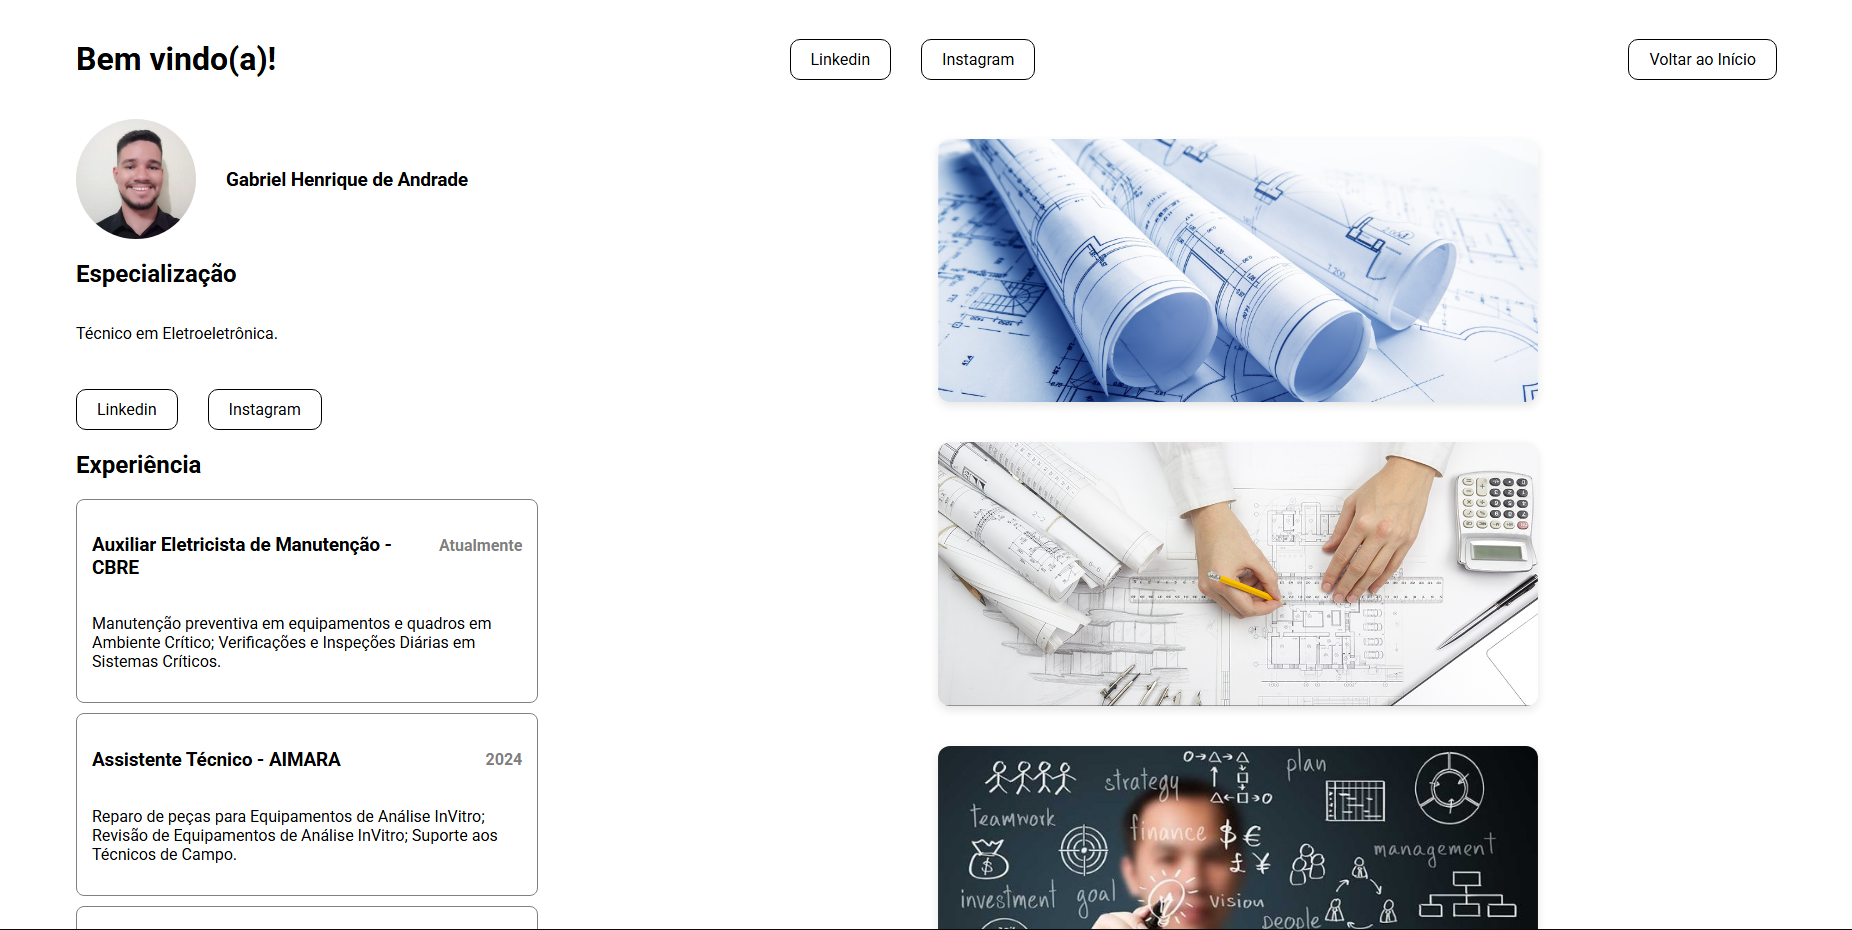 Bem vindo(a)!
Linkedin
Instagram
Voltar ao Início
Gabriel Henrique de Andrade
Especialização
Técnico em Eletroeletrônica.
Linkedin
Instagram
Experiência
Auxiliar Eletricista de Manutenção -
CBRE
Atualmente
Manutenção preventiva em equipamentos e quadros em
Ambiente Crítico; Verificações e Inspeções Diárias em
Sistemas Críticos.
Assistente Técnico - AIMARA
2024
Reparo de peças para Equipamentos de Análise InVitro;
Revisão de Equipamentos de Análise InVitro; Suporte aos
Técnicos de Campo.
strategy
plan
teamwork
finance $ €
£ ¥
management
investment
goal
vision
people